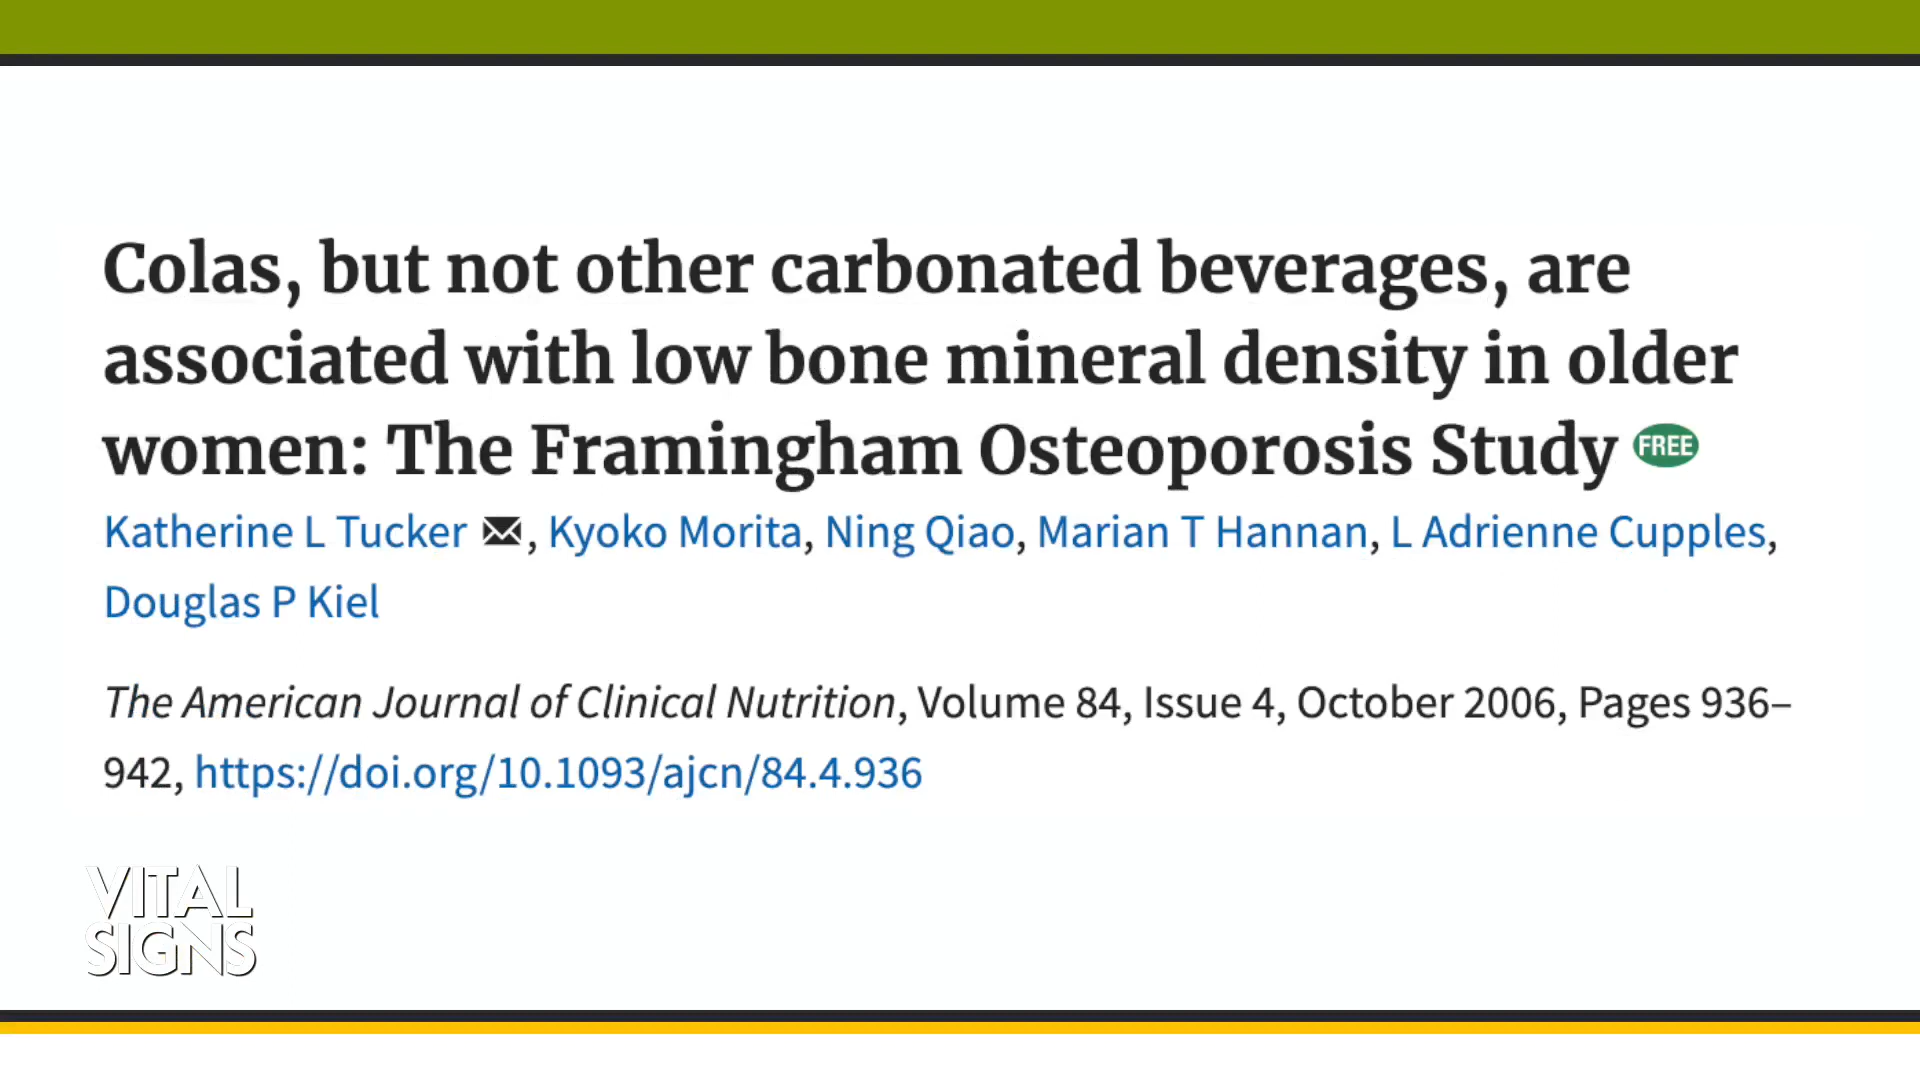 Colas, but not other carbonated beverages, are
associated with low bone mineral density in older
women: The Framingham Osteoporosis Study FREE
Katherine L Tucker, Kyoko Morita, Ning Qiao, Marian T Hannan, L Adrienne Cupples,
Douglas P Kiel
The American Journal of Clinical Nutrition, Volume 84, Issue 4, October 2006, Pages 936–
942, https://doi.org/10.1093/ajcn/84.4.936
VITAL
SIGNS